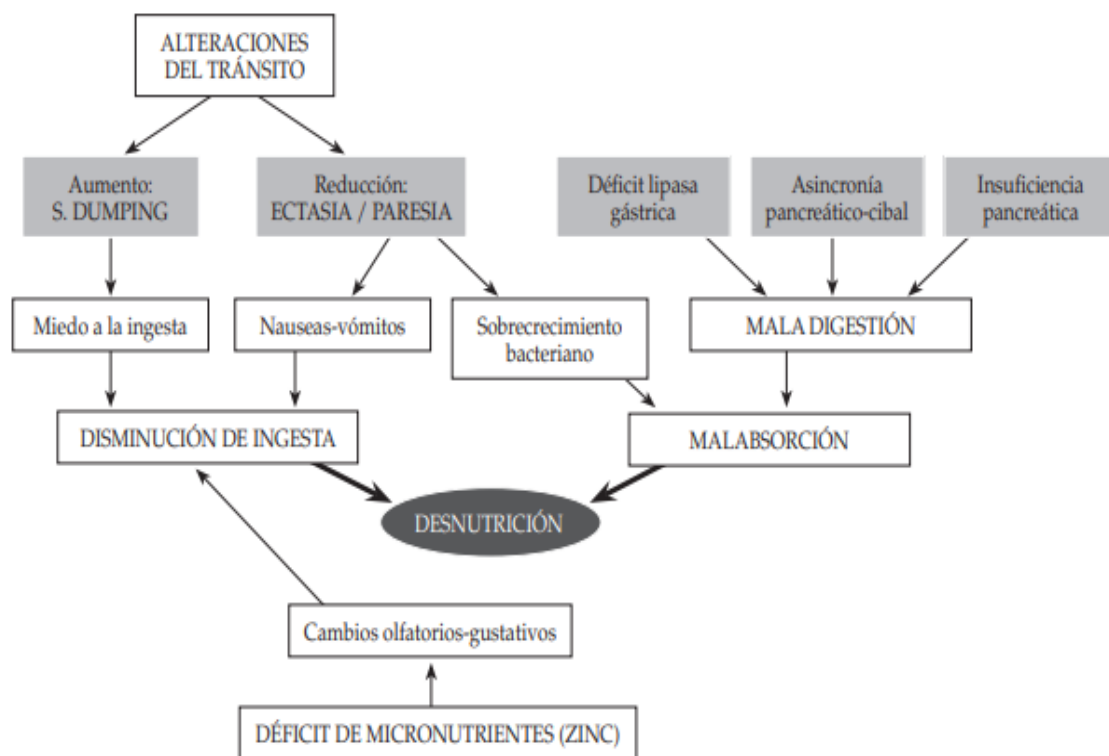 ALTERACIONES
DEL TRÁNSITO
Aumento:
S. DUMPING
Reducción:
ECTASIA / PARESIA
Déficit lipasa
gástrica
Asincronía
pancreático-cibal
Insuficiencia
pancreática
Miedo a la ingesta
Nauseas-vómitos
Sobrecrecimiento
bacteriano
MALA DIGESTIÓN
DISMINUCIÓN DE INGESTA
MALABSORCIÓN
DESNUTRICIÓN
Cambios olfatorios-gustativos
DÉFICIT DE MICRONUTRIENTES (ZINC)